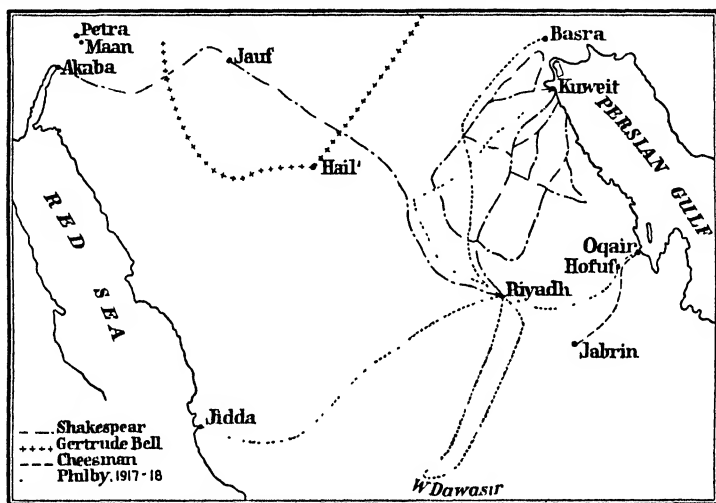 Petra
Maan
Akaba
Jauf
Basra
Kuweit
PERSIAN GULF
Hail
RED SEA
Oqair
Hofuf
Riyadh
Jabrin
Jidda
W Dawasir
Shakespear
Gertrude Bell
Cheesman
Philby, 1917-18